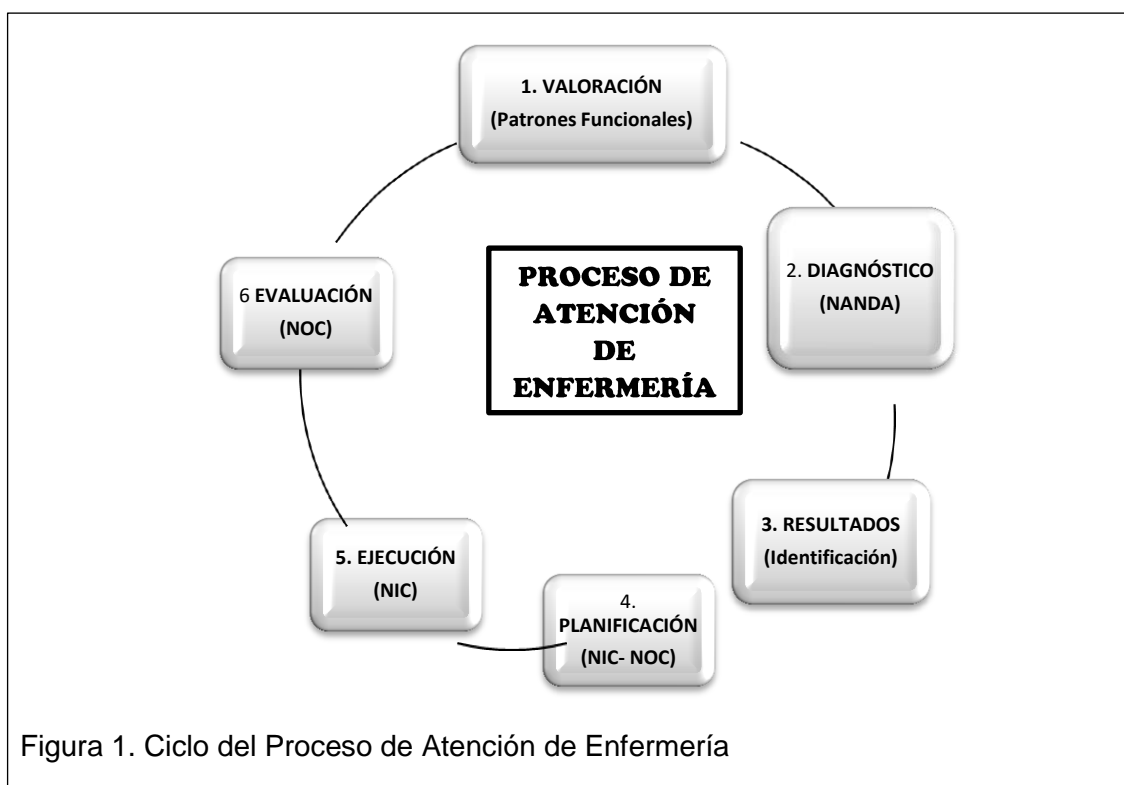 1. VALORACIÓN
(Patrones Funcionales)
2. DIAGNÓSTICO
(NANDA)
3. RESULTADOS
(Identificación)
4.
PLANIFICACIÓN
(NIC- NOC)
5. EJECUCIÓN
(NIC)
6 EVALUACIÓN
(NOC)
PROCESO DE
ATENCIÓN
DE
ENFERMERÍA
Figura 1. Ciclo del Proceso de Atención de Enfermería